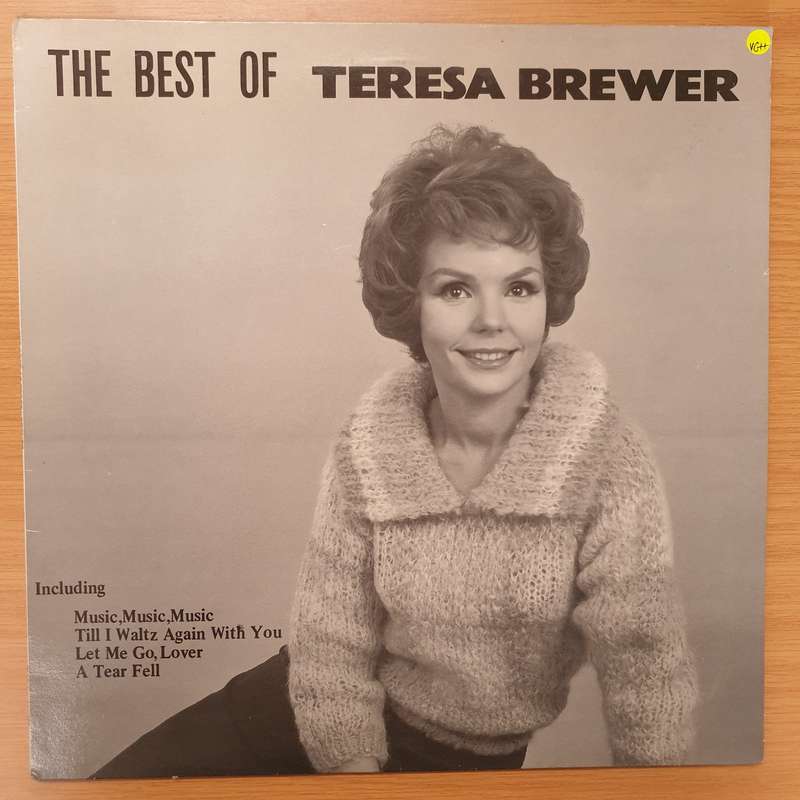 THE BEST OF TERESA BREWER
VG++
Including
Music,Music,Music
Till I Waltz Again With You
Let Me Go, Lover
A Tear Fell